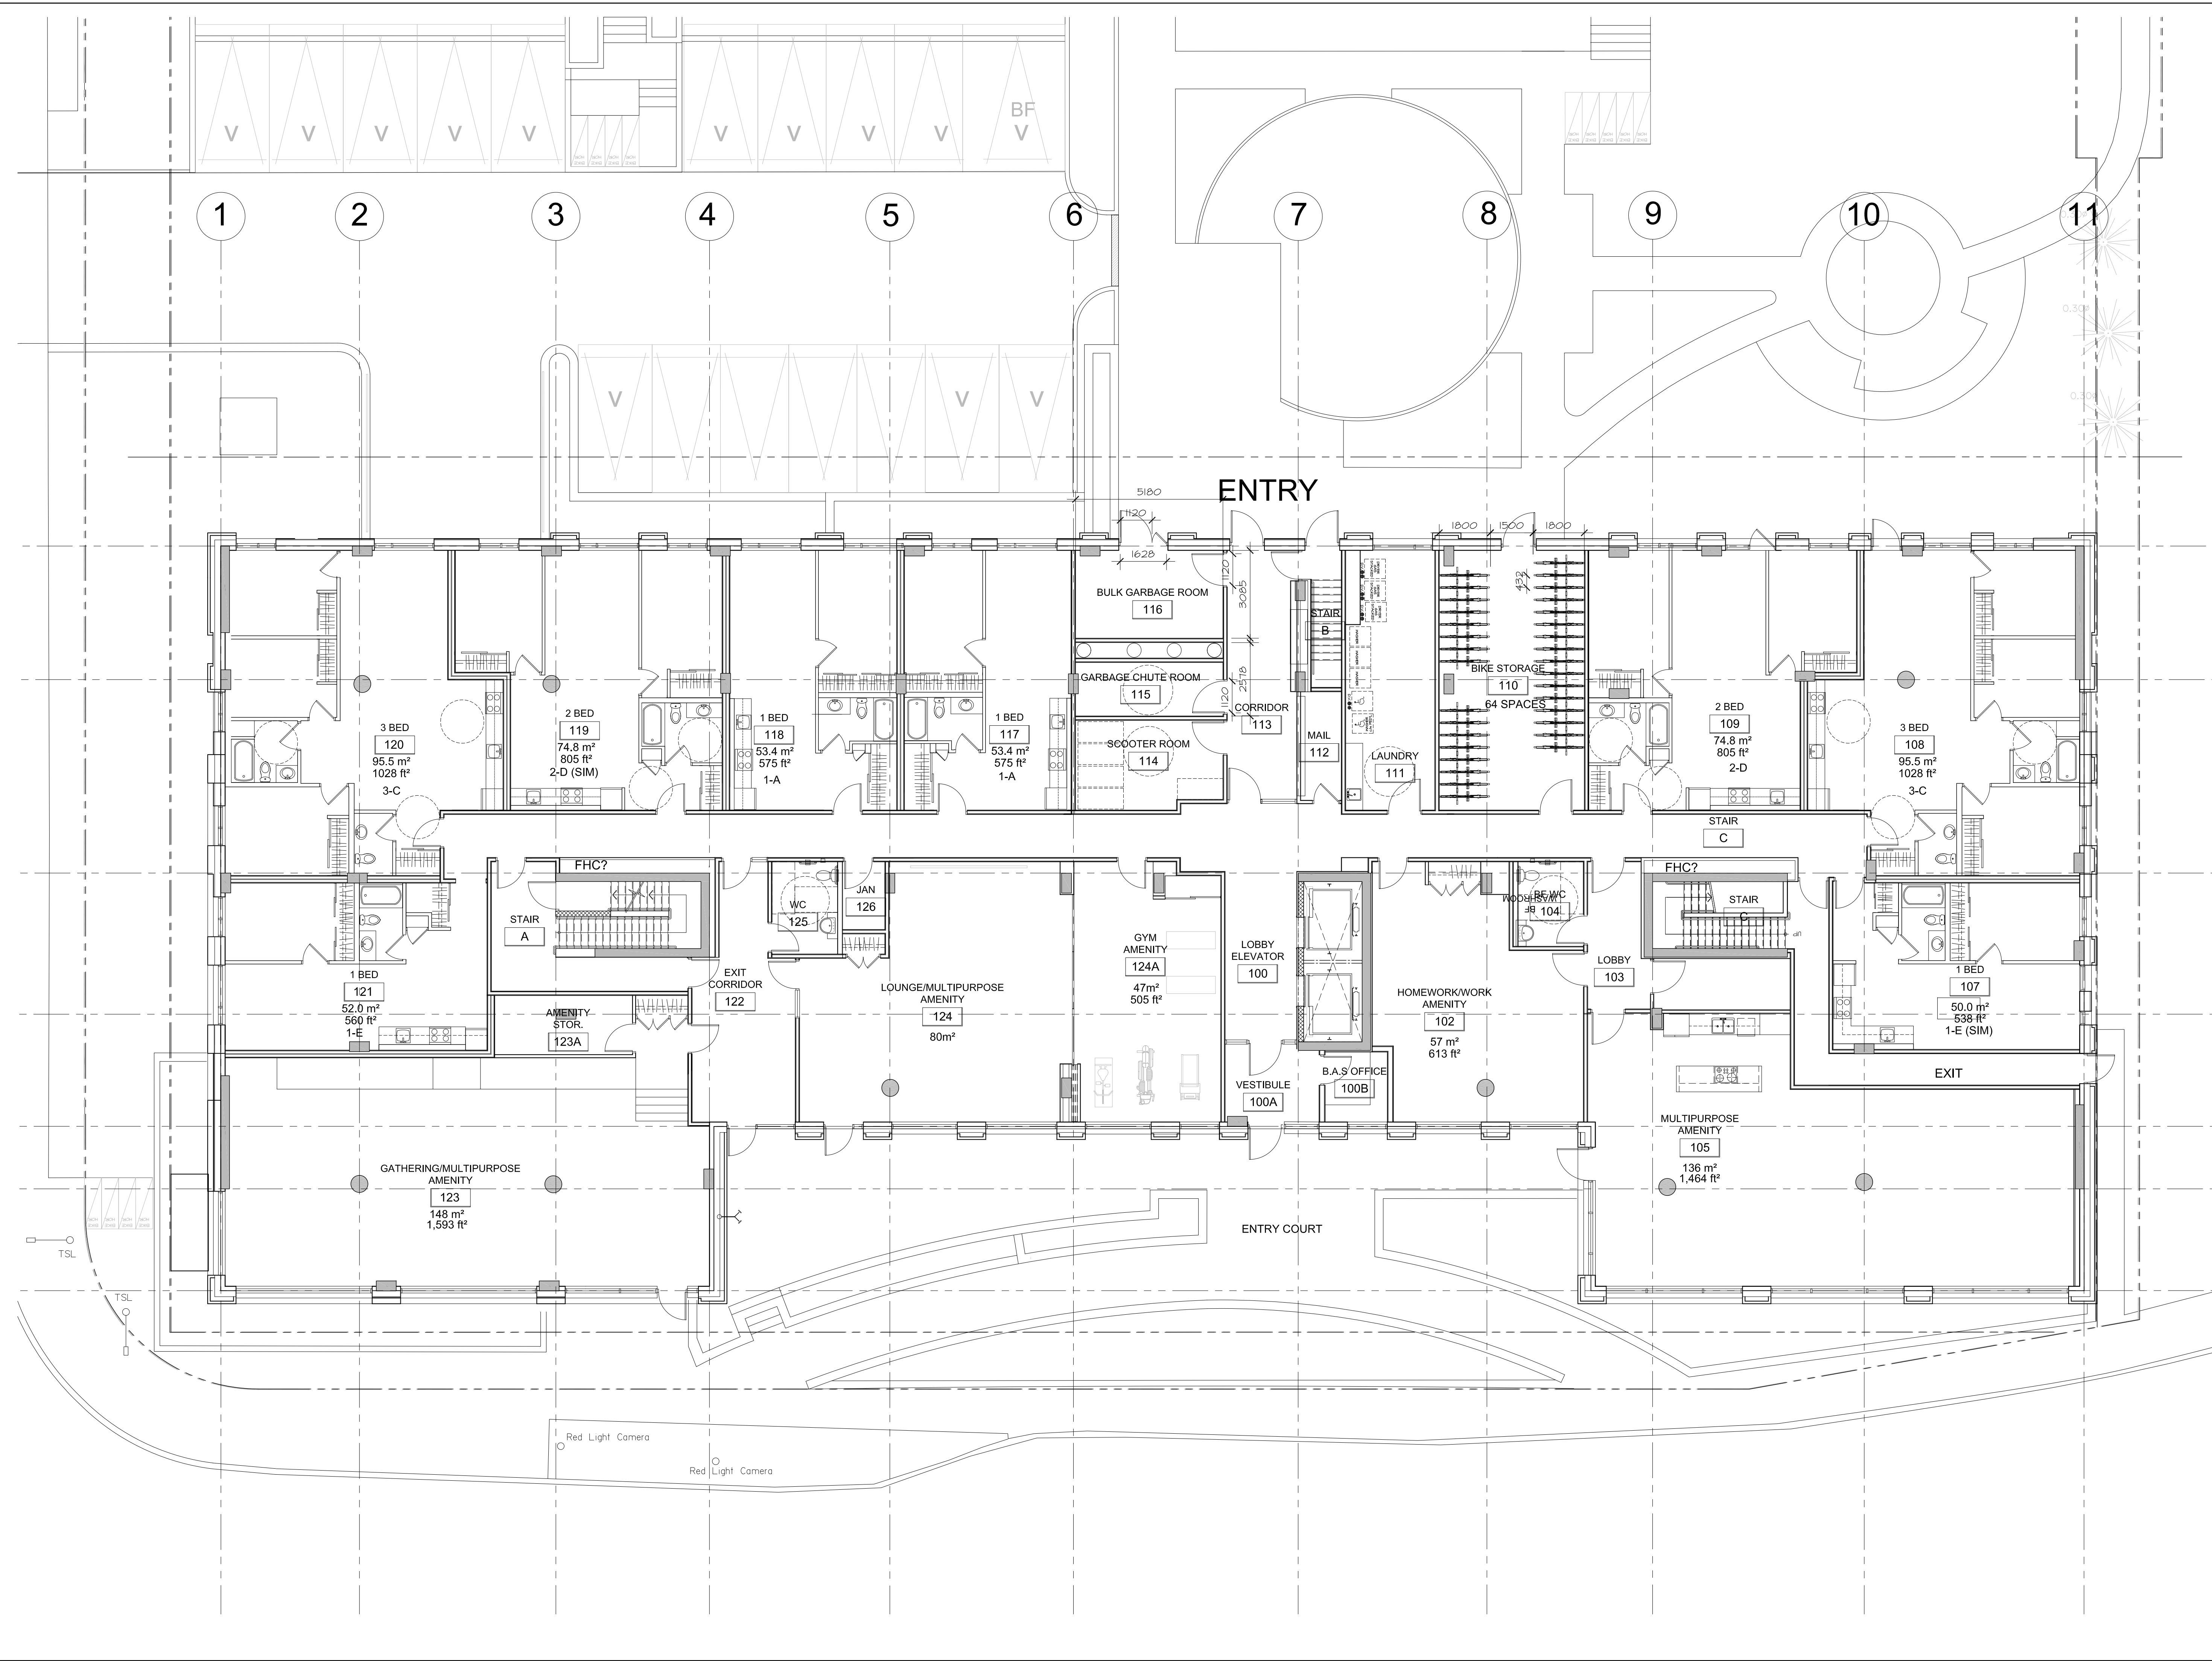 BF
V V V V V V V V V V
1 2 3 4 5 6 7 8 9 10 11
V V V
ENTRY
5180
1120
1628
1120
3085
2578
1120
1800 1500 1800
432
BULK GARBAGE ROOM
116
GARBAGE CHUTE ROOM
115
SCOOTER ROOM
114
CORRIDOR
113
STAIR
B
MAIL
112
LAUNDRY
111
BIKE STORAGE
110
64 SPACES
3 BED
120
95.5 m²
1028 ft²
3-C
2 BED
119
74.8 m²
805 ft²
2-D (SIM)
1 BED
118
53.4 m²
575 ft²
1-A
1 BED
117
53.4 m²
575 ft²
1-A
2 BED
109
74.8 m²
805 ft²
2-D
3 BED
108
95.5 m²
1028 ft²
3-C
STAIR
C
FHC?
FHC?
STAIR
A
WC
125
JAN
126
EXIT
CORRIDOR
122
LOUNGE/MULTIPURPOSE
AMENITY
124
80m²
GYM
AMENITY
124A
47m²
505 ft²
LOBBY
ELEVATOR
100
VESTIBULE
100A
B.A.S OFFICE
100B
HOMEWORK/WORK
AMENITY
102
57 m²
613 ft²
BF WC
104
BF
WASHROOM
LOBBY
103
STAIR
C
UP
1 BED
107
50.0 m²
538 ft²
1-E (SIM)
EXIT
1 BED
121
52.0 m²
560 ft²
1-E
AMENITY
STOR.
123A
GATHERING/MULTIPURPOSE
AMENITY
123
148 m²
1,593 ft²
MULTIPURPOSE
AMENITY
105
136 m²
1,464 ft²
ENTRY COURT
TSL
TSL
Red Light Camera
Red Light Camera